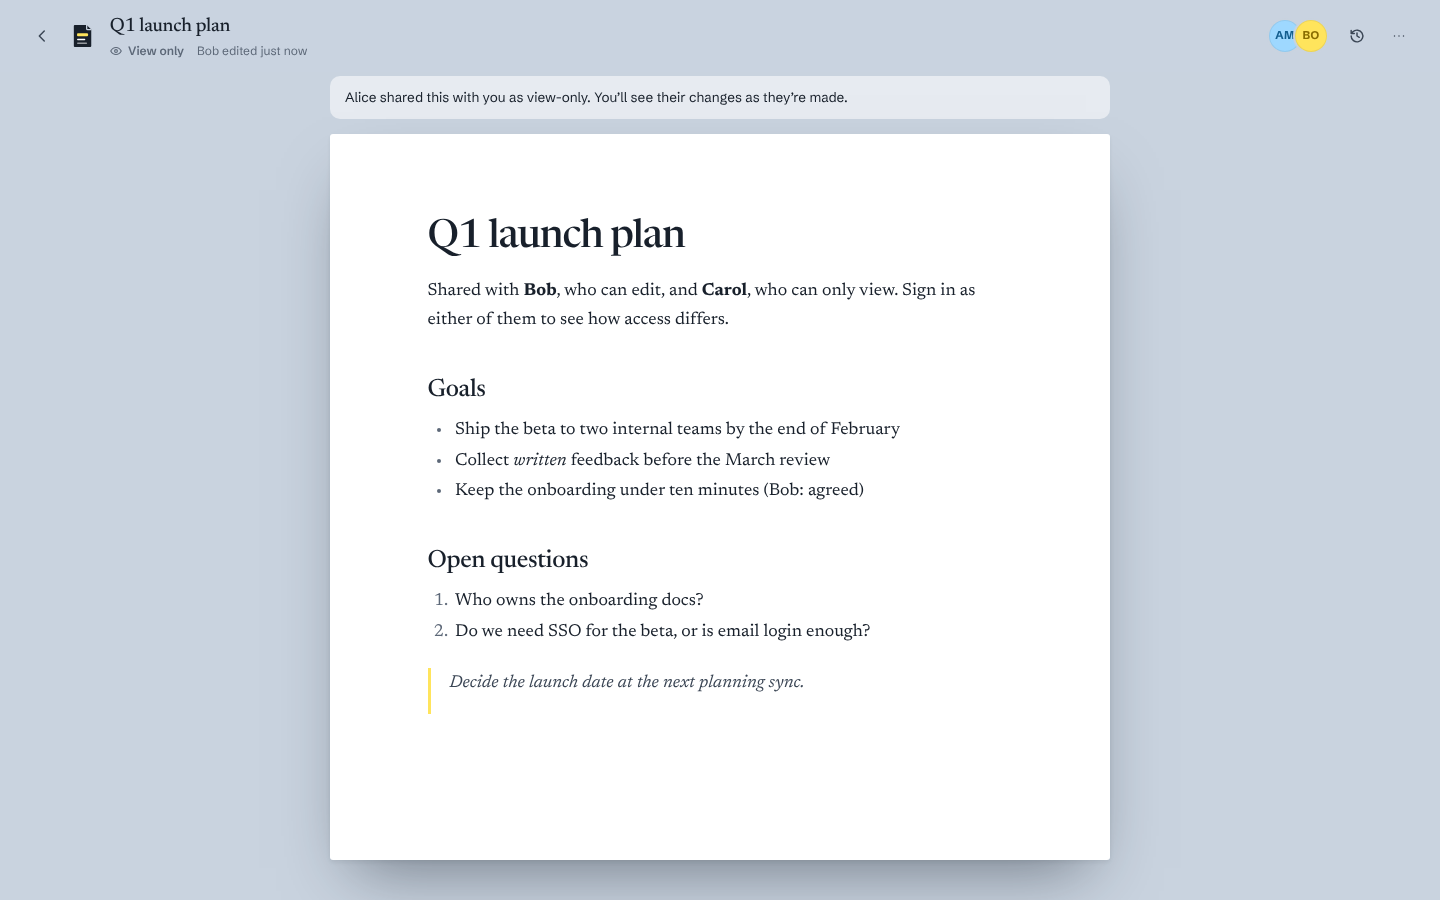 Q1 launch plan
View only Bob edited just now
AM BO
Alice shared this with you as view-only. You’ll see their changes as they’re made.
Q1 launch plan
Shared with Bob, who can edit, and Carol, who can only view. Sign in as
either of them to see how access differs.
Goals
• Ship the beta to two internal teams by the end of February
• Collect written feedback before the March review
• Keep the onboarding under ten minutes (Bob: agreed)
Open questions
1. Who owns the onboarding docs?
2. Do we need SSO for the beta, or is email login enough?
Decide the launch date at the next planning sync.